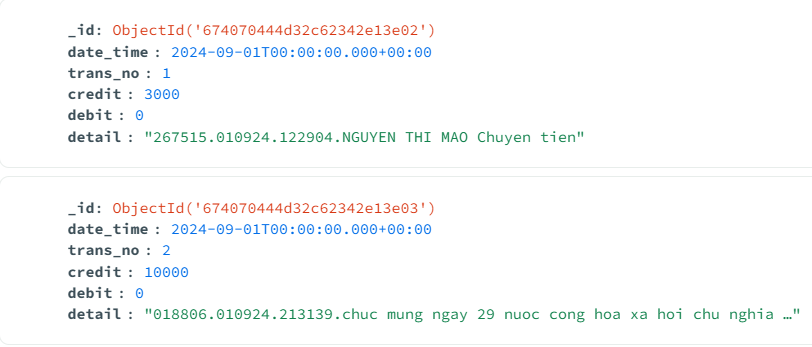 _id: ObjectId('674070444d32c62342e13e02')
date_time : 2024-09-01T00:00:00.000+00:00
trans_no : 1
credit : 3000
debit : 0
detail : "267515.010924.122904.NGUYEN THI MAO Chuyen tien"
_id: ObjectId('674070444d32c62342e13e03')
date_time : 2024-09-01T00:00:00.000+00:00
trans_no : 2
credit : 10000
debit : 0
detail : "018806.010924.213139.chuc mung ngay 29 nuoc cong hoa xa hoi chu nghia …"